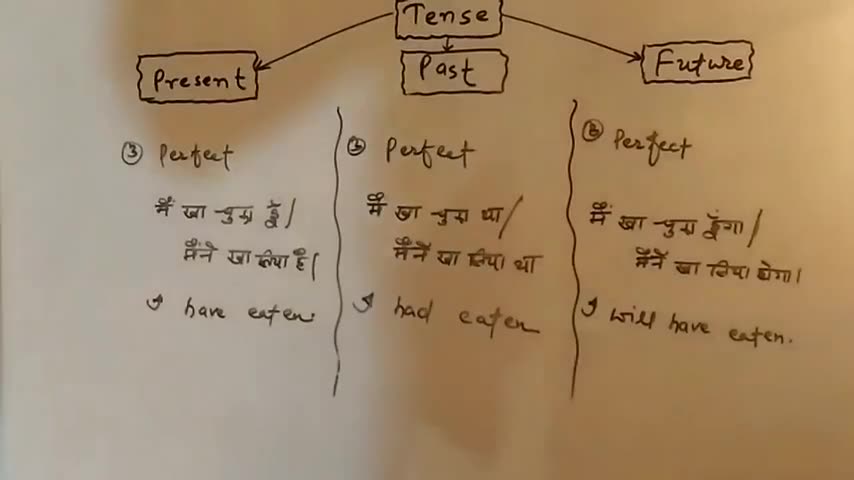 Tense
Present
Past
Future
③ Perfect
मैं खा चुका हूँ/
मैंने खा लिया है।
I have eaten.
③ Perfect
मैं खा चुका था/
मैंने खा लिया था
I had eaten
③ Perfect
मैं खा चुका हूँगा/
मैंने खा लिया होगा।
I will have eaten.